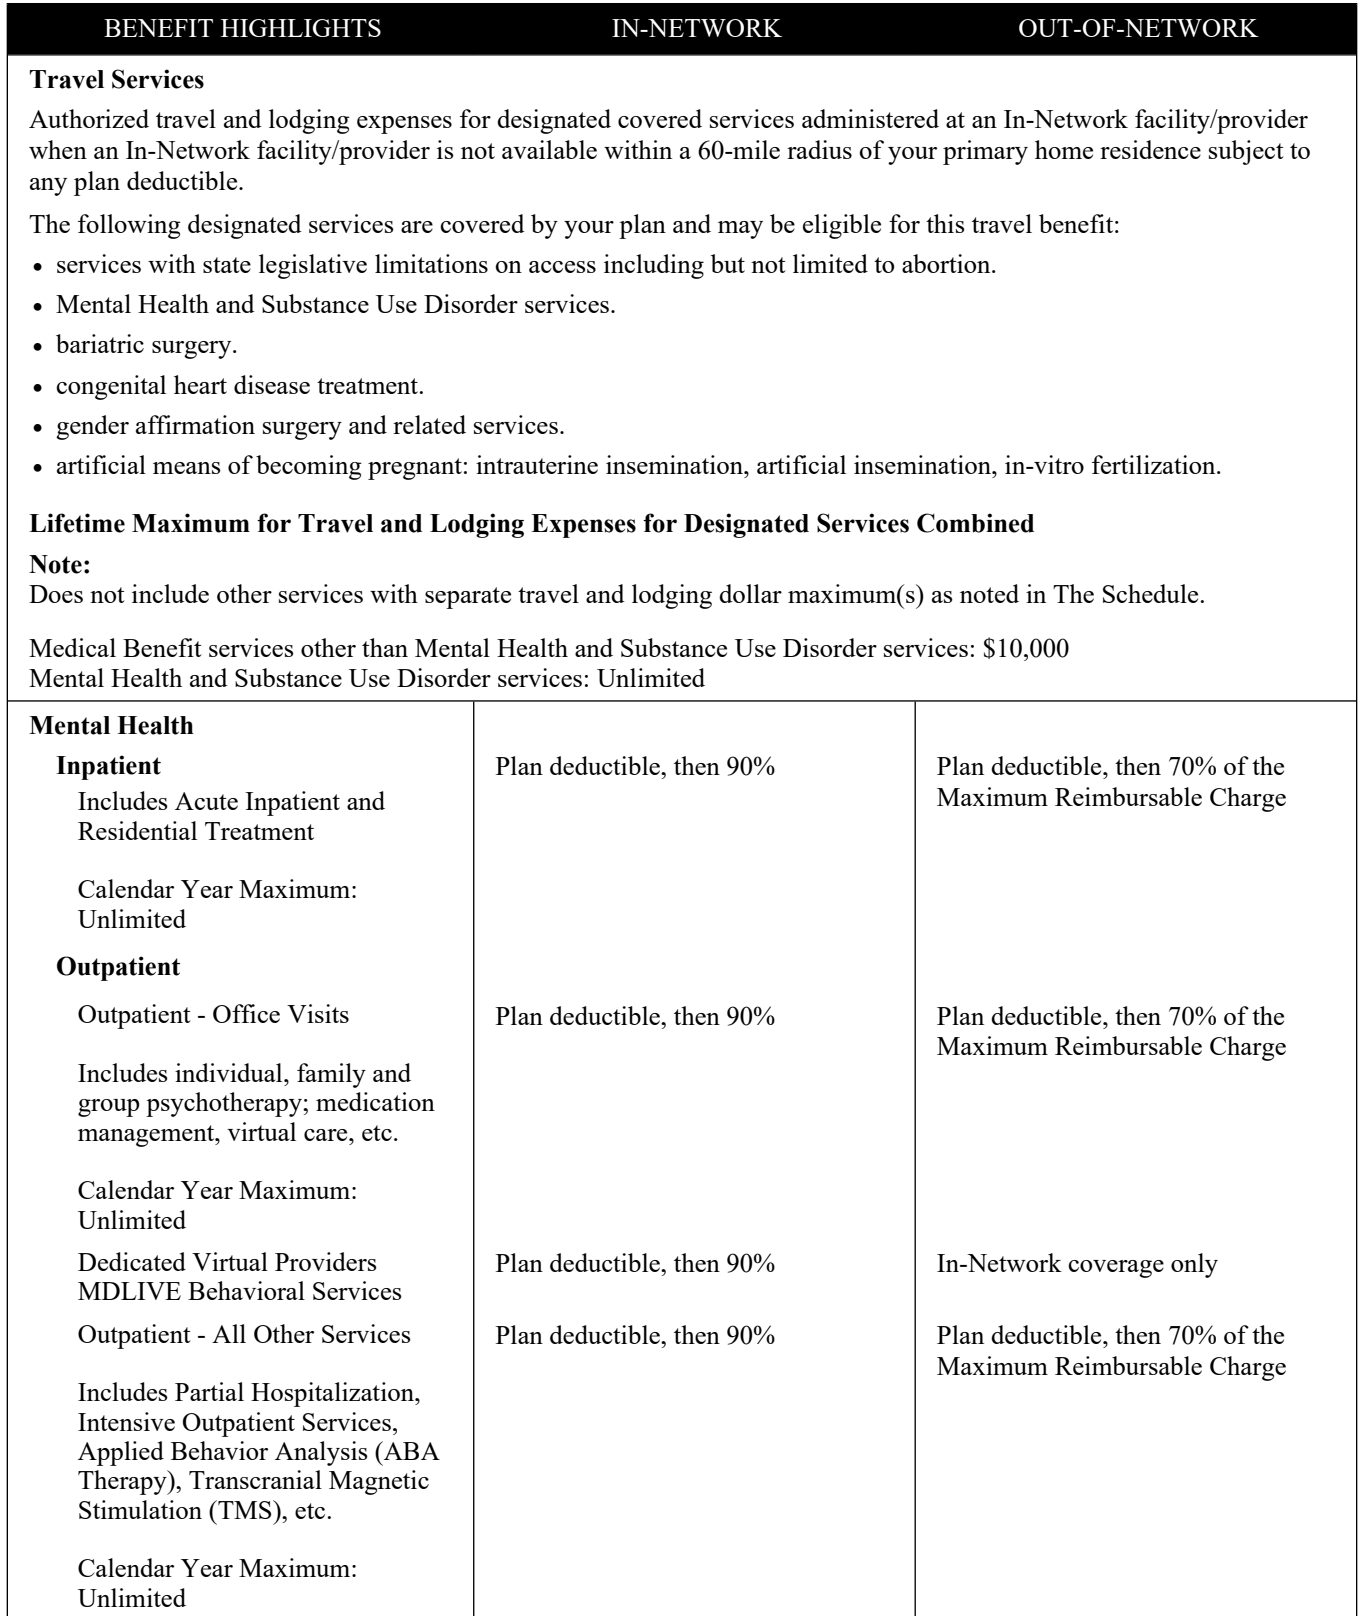 BENEFIT HIGHLIGHTS IN-NETWORK OUT-OF-NETWORK
Travel Services
Authorized travel and lodging expenses for designated covered services administered at an In-Network facility/provider
when an In-Network facility/provider is not available within a 60-mile radius of your primary home residence subject to
any plan deductible.
The following designated services are covered by your plan and may be eligible for this travel benefit:
• services with state legislative limitations on access including but not limited to abortion.
• Mental Health and Substance Use Disorder services.
• bariatric surgery.
• congenital heart disease treatment.
• gender affirmation surgery and related services.
• artificial means of becoming pregnant: intrauterine insemination, artificial insemination, in-vitro fertilization.
Lifetime Maximum for Travel and Lodging Expenses for Designated Services Combined
Note:
Does not include other services with separate travel and lodging dollar maximum(s) as noted in The Schedule.
Medical Benefit services other than Mental Health and Substance Use Disorder services: $10,000
Mental Health and Substance Use Disorder services: Unlimited
Mental Health
Inpatient
Includes Acute Inpatient and
Residential Treatment
Calendar Year Maximum:
Unlimited
Plan deductible, then 90%
Plan deductible, then 70% of the
Maximum Reimbursable Charge
Outpatient
Outpatient - Office Visits
Includes individual, family and
group psychotherapy; medication
management, virtual care, etc.
Calendar Year Maximum:
Unlimited
Plan deductible, then 90%
Plan deductible, then 70% of the
Maximum Reimbursable Charge
Dedicated Virtual Providers
MDLIVE Behavioral Services
Plan deductible, then 90%
In-Network coverage only
Outpatient - All Other Services
Includes Partial Hospitalization,
Intensive Outpatient Services,
Applied Behavior Analysis (ABA
Therapy), Transcranial Magnetic
Stimulation (TMS), etc.
Calendar Year Maximum:
Unlimited
Plan deductible, then 90%
Plan deductible, then 70% of the
Maximum Reimbursable Charge